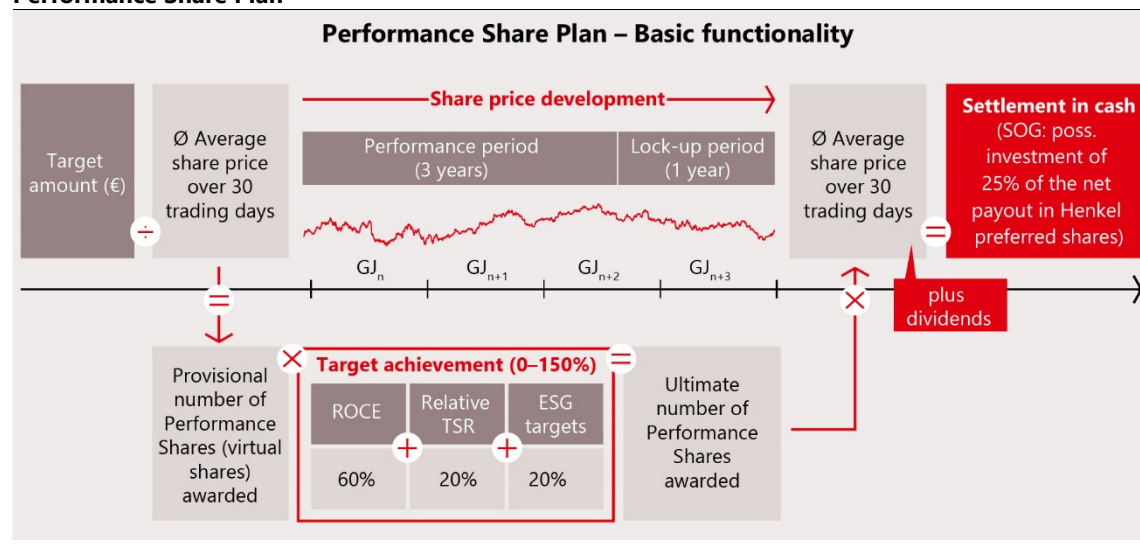 Performance Share Plan – Basic functionality
Target
amount (€)
÷
Ø Average
share price
over 30
trading days
Share price development
Performance period
(3 years)
Lock-up period
(1 year)
Ø Average
share price
over 30
trading days
=
Settlement in cash
(SOG: poss.
investment of
25% of the net
payout in Henkel
preferred shares)
GJn
GJn+1
GJn+2
GJn+3
plus
dividends
=
×
Provisional
number of
Performance
Shares (virtual
shares)
awarded
×
Target achievement (0–150%)
=
ROCE
Relative
TSR
ESG
targets
+
+
60%
20%
20%
Ultimate
number of
Performance
Shares
awarded